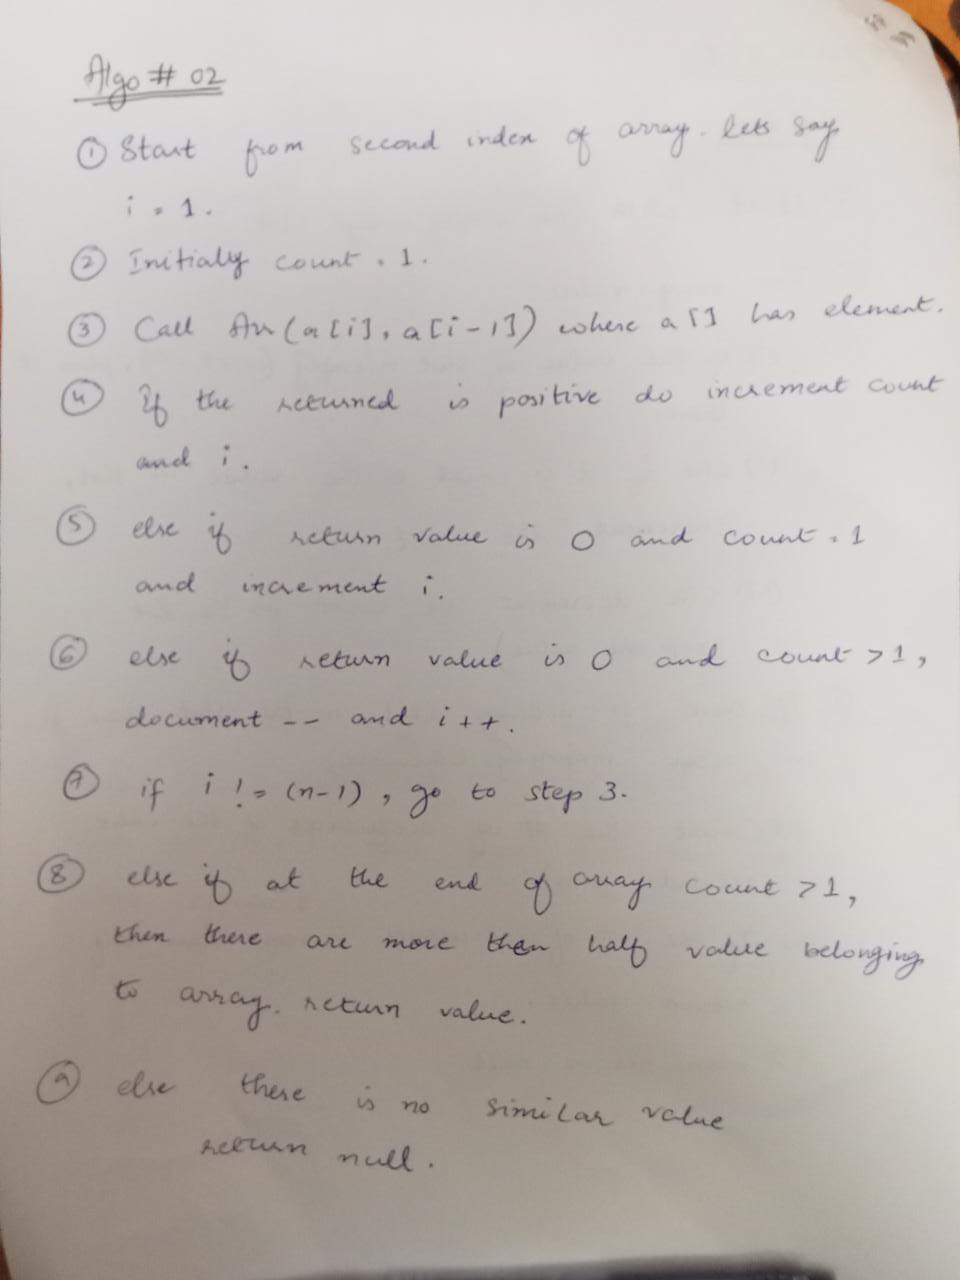 Algo # 02
① Start from second index of array. lets say
i = 1.
② Initialy count = 1.
③ Call Arr (a[i], a[i-1]) where a[] has element.
④ if the returned is positive do increment count
and i.
⑤ else if return value is 0 and count = 1
and increment i.
⑥ else if return value is 0 and count > 1,
document -- and i++.
⑦ if i != (n-1), go to step 3.
⑧ else if at the end of array count > 1,
then there are more then half value belonging
to array. return value.
⑨ else there is no similar value
return null.